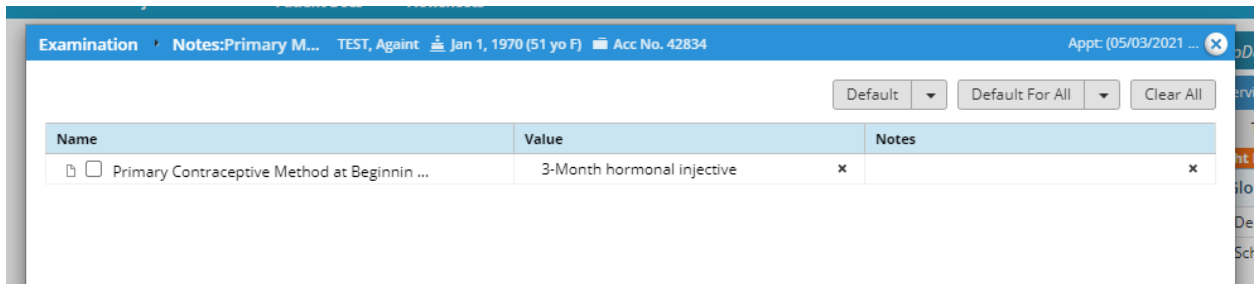 Examination Notes:Primary M... TEST, Againt Jan 1, 1970 (51 yo F) Acc No. 42834 Appt: (05/03/2021 ...
Default Default For All Clear All
Name Value Notes
Primary Contraceptive Method at Beginnin ... 3-Month hormonal injective